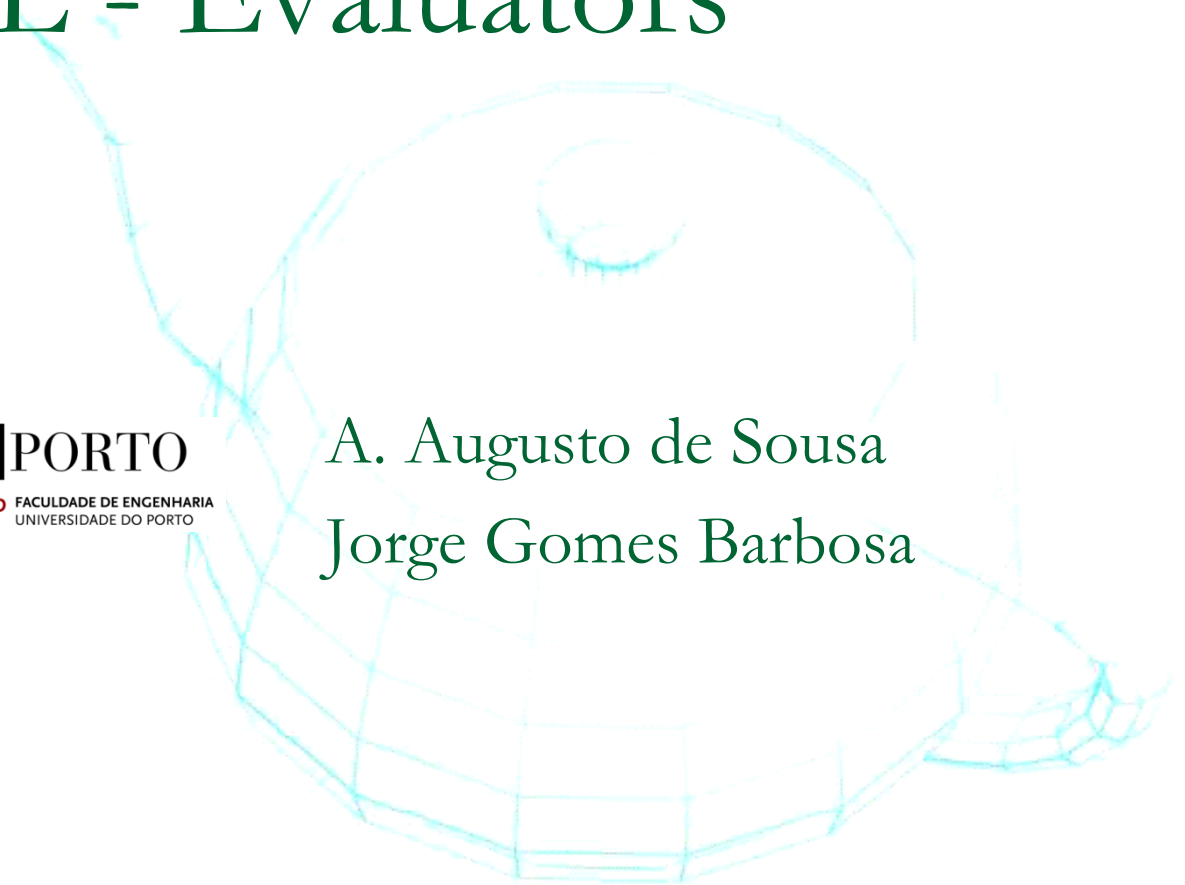 L - Evaluators
PORTO
FACULDADE DE ENGENHARIA
UNIVERSIDADE DO PORTO
A. Augusto de Sousa
Jorge Gomes Barbosa